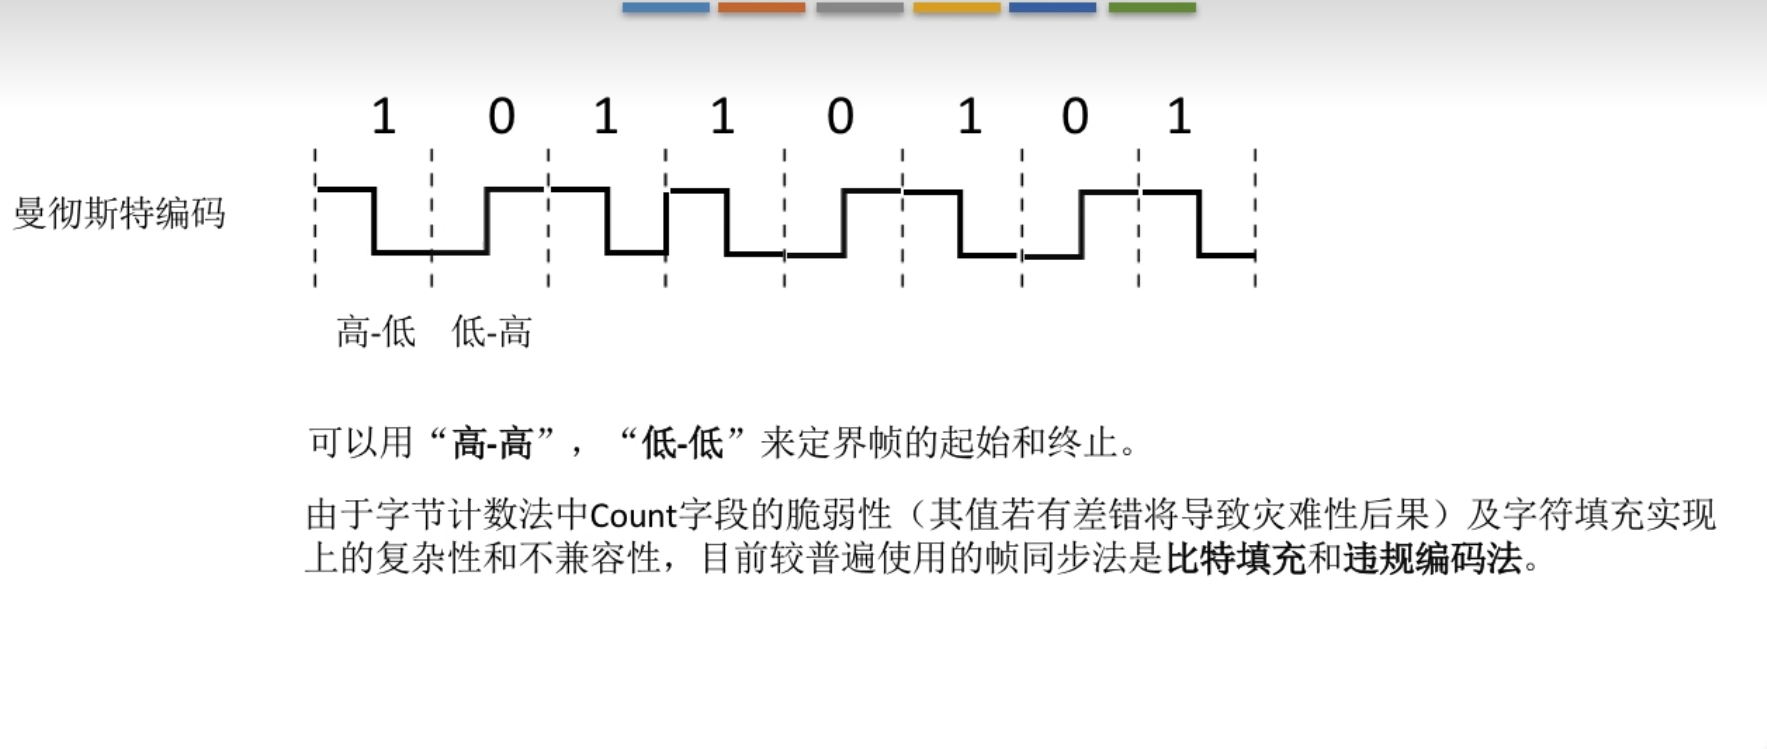 1 0 1 1 0 1 0 1
曼彻斯特编码
高-低 低-高
可以用“高-高”，“低-低”来定界帧的起始和终止。
由于字节计数法中Count字段的脆弱性（其值若有差错将导致灾难性后果）及字符填充实现
上的复杂性和不兼容性，目前较普遍使用的帧同步法是比特填充和违规编码法。